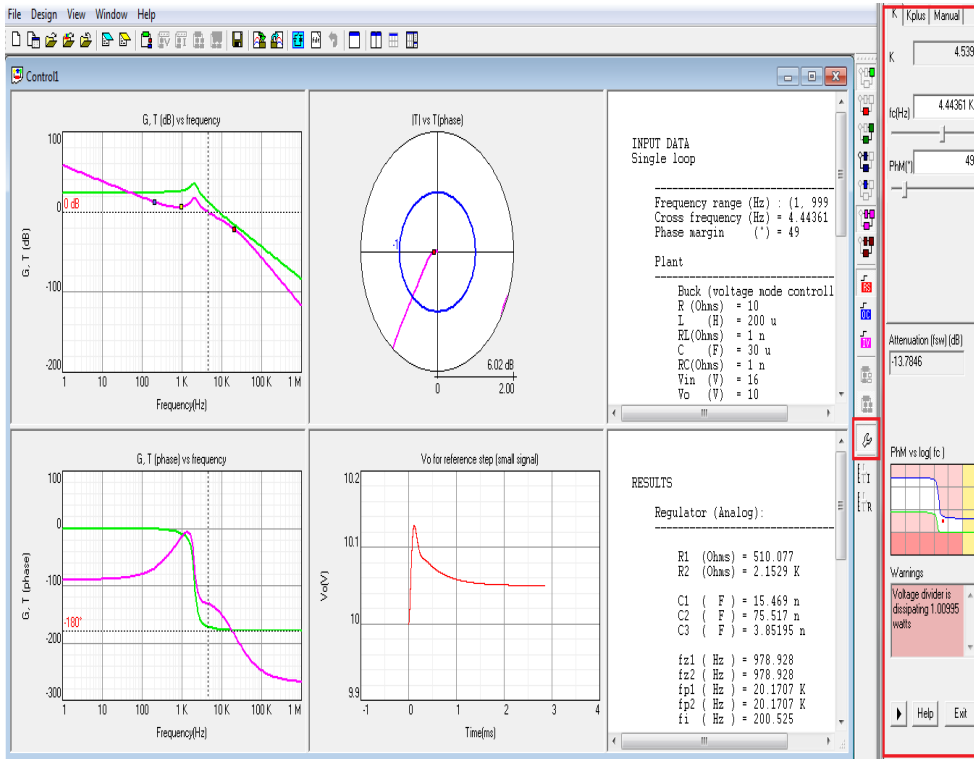 File Design View Window Help
Control1
G, T (dB) vs frequency
100
0 dB
0
-100
-200
G, T (dB)
1 10 100 1 K 10 K 100 K 1 M
Frequency(Hz)
|T| vs T(phase)
-1
6.02 dB
0 2.00
INPUT DATA
Single loop
Frequency range (Hz) : (1, 999
Cross frequency (Hz) = 4.44361
Phase margin (°) = 49
Plant
Buck (voltage mode controll
R (Ohms) = 10
L (H) = 200 u
RL(Ohms) = 1 n
C (F) = 30 u
RC(Ohms) = 1 n
Vin (V) = 16
Vo (V) = 10
G, T (phase) vs frequency
100
0
-100
-180°
-200
-300
G, T (phase)
1 10 100 1 K 10 K 100 K 1 M
Frequency(Hz)
Vo for reference step (small signal)
10.2
10.1
10
9.9
Vo(V)
-1 0 1 2 3 4
Time(ms)
RESULTS
Regulator (Analog):
R1 (Ohms) = 510.077
R2 (Ohms) = 2.1529 K
C1 ( F ) = 15.469 n
C2 ( F ) = 75.517 n
C3 ( F ) = 3.85195 n
fz1 ( Hz ) = 978.928
fz2 ( Hz ) = 978.928
fp1 ( Hz ) = 20.1707 K
fp2 ( Hz ) = 20.1707 K
fi ( Hz ) = 200.525
K Kplus Manual
K 4.539
fc(Hz) 4.44361 K
PhM(°) 49
Attenuation (fsw) (dB)
-13.7846
PhM vs log( fc )
Warnings
Voltage divider is
dissipating 1.00995
watts
Help Exit